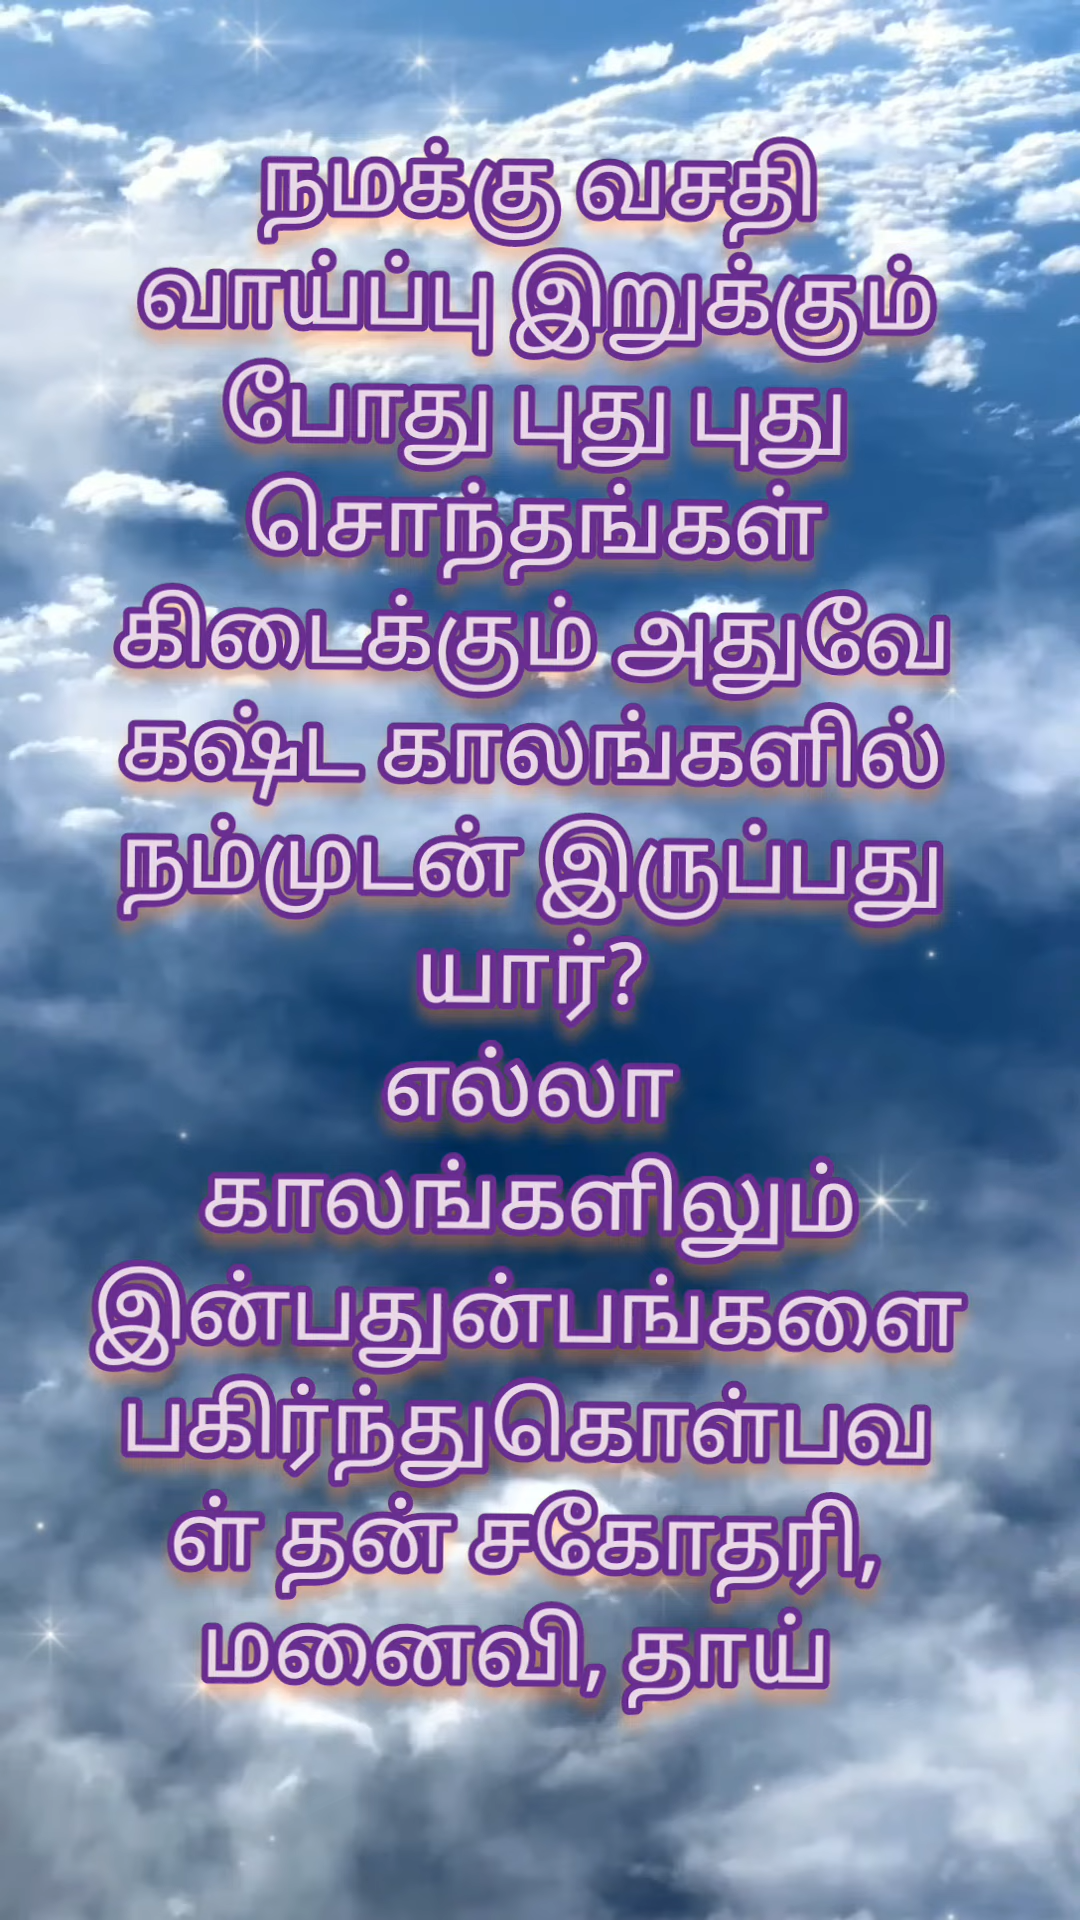 நமக்கு வசதி
வாய்ப்பு இறுக்கும்
போது புது புது
சொந்தங்கள்
கிடைக்கும் அதுவே
கஷ்ட காலங்களில்
நம்முடன் இருப்பது
யார்?
எல்லா
காலங்களிலும்
இன்பதுன்பங்களை
பகிர்ந்துகொள்பவ
ள் தன் சகோதரி,
மனைவி, தாய்